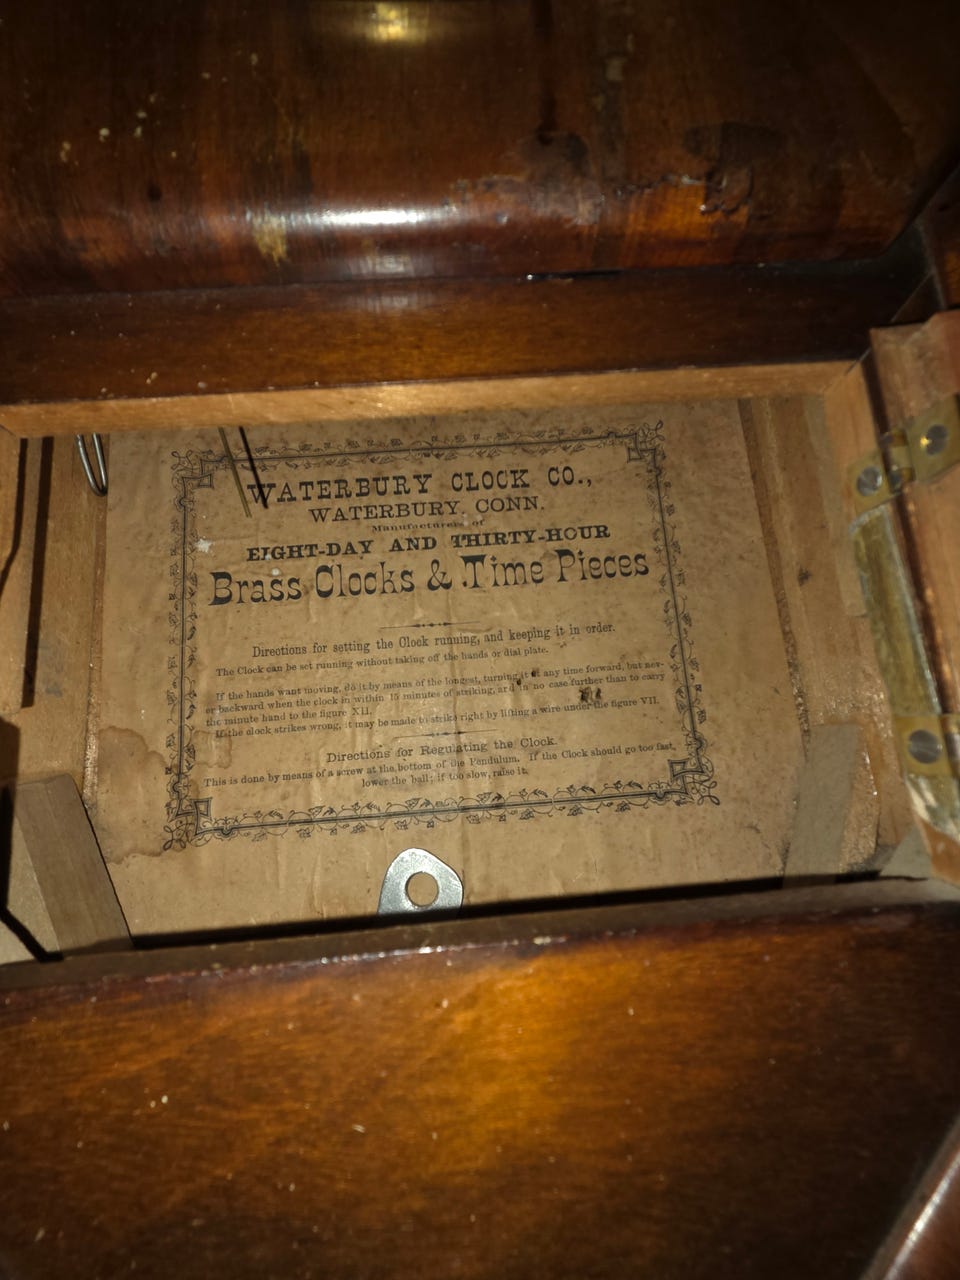 WATERBURY CLOCK CO.,
WATERBURY, CONN.
Manufacturers of
EIGHT-DAY AND THIRTY-HOUR
Brass Clocks & Time Pieces
Directions for setting the Clock running, and keeping it in order.
The Clock can be set running without taking off the hands or dial plate.
If the hands want moving, do it by means of the longest, turning it at any time forward, but nev-
er backward when the clock in within 15 minutes of striking, and in no case further than to carry
the minute hand to the figure XII.
If the clock strikes wrong, it may be made to strike right by lifting a wire under the figure VII.
Directions for Regulating the Clock.
This is done by means of a screw at the bottom of the Pendulum. If the Clock should go too fast,
lower the ball; if too slow, raise it.